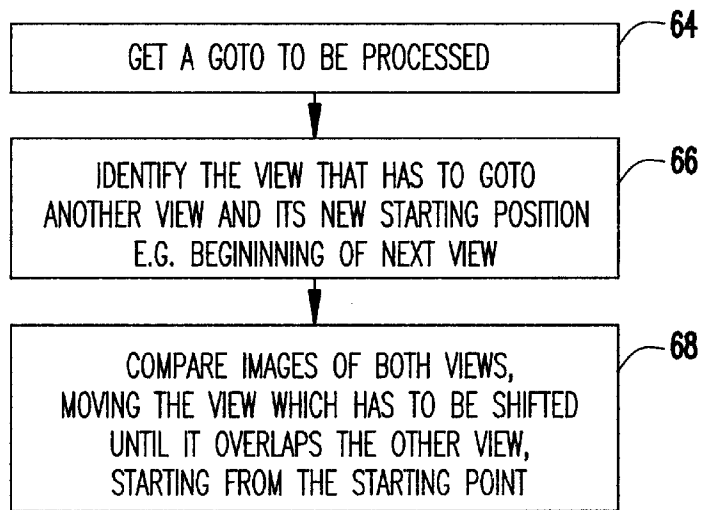 64
GET A GOTO TO BE PROCESSED
66
IDENTIFY THE VIEW THAT HAS TO GOTO
ANOTHER VIEW AND ITS NEW STARTING POSITION
E.G. BEGININNING OF NEXT VIEW
68
COMPARE IMAGES OF BOTH VIEWS,
MOVING THE VIEW WHICH HAS TO BE SHIFTED
UNTIL IT OVERLAPS THE OTHER VIEW,
STARTING FROM THE STARTING POINT